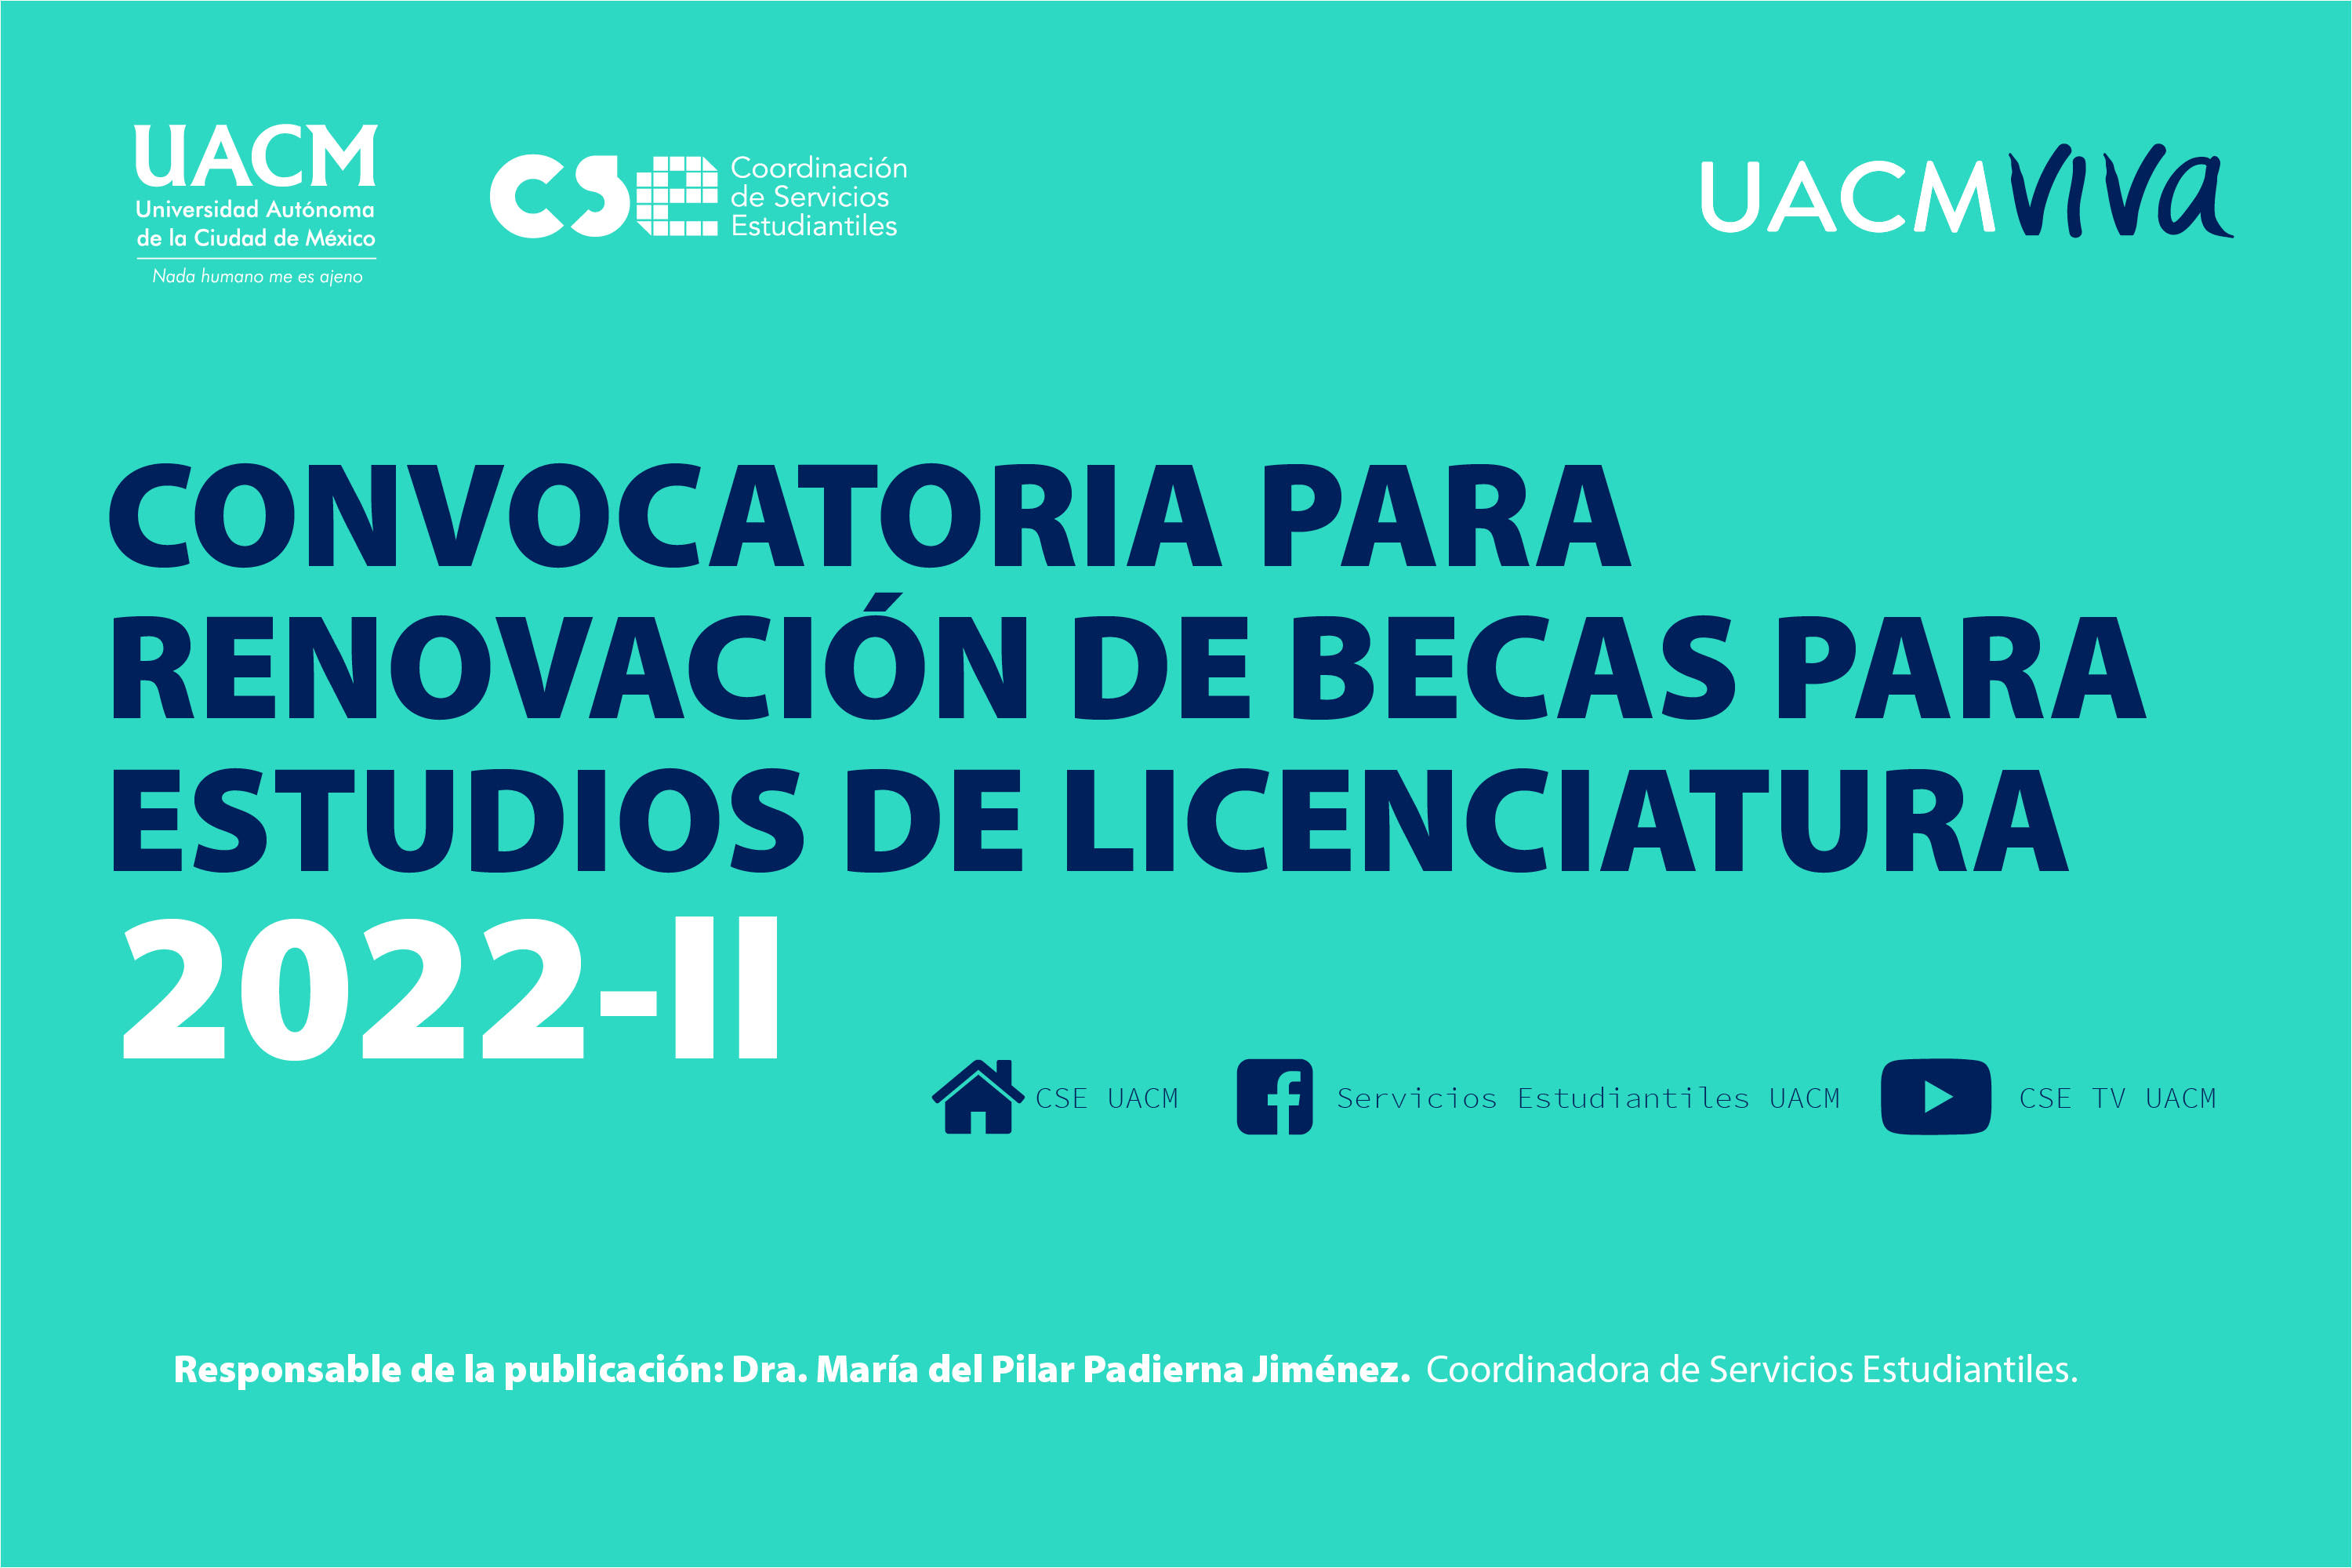 UACM
Universidad Autónoma
de la Ciudad de México
Nada humano me es ajeno
cse
Coordinación
de Servicios
Estudiantiles
UACMviva
CONVOCATORIA PARA
RENOVACIÓN DE BECAS PARA
ESTUDIOS DE LICENCIATURA
2022-II
CSE UACM
Servicios Estudiantiles UACM
CSE TV UACM
Responsable de la publicación: Dra. María del Pilar Padierna Jiménez. Coordinadora de Servicios Estudiantiles.